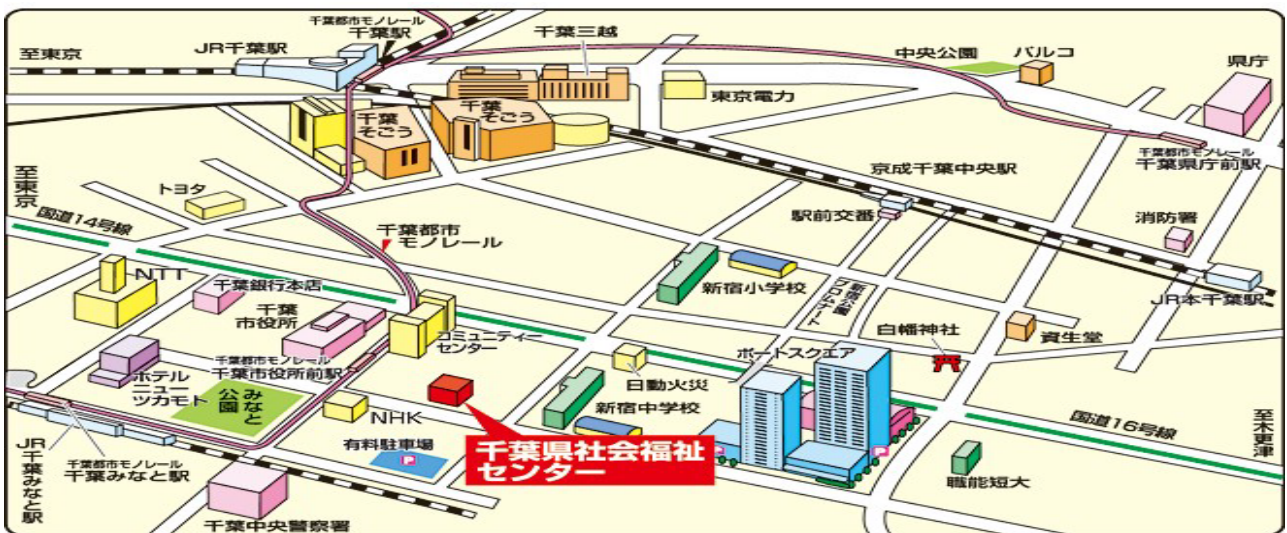 千葉都市モノレール
千葉駅
JR千葉駅
至東京
千葉三越
中央公園
パルコ
県庁
東京電力
千葉
そごう
千葉
そごう
千葉都市モノレール
千葉県庁前駅
京成千葉中央駅
至東京
トヨタ
国道14号線
駅前交番
消防署
千葉都市
モノレール
NTT
千葉銀行本店
新宿小学校
新宿公園
プロムナード
JR本千葉駅
千葉
市役所
コミュニティー
センター
白幡神社
資生堂
ポートスクエア
千葉都市モノレール
千葉市役所前駅
ホテル
ニュー
ツカモト
みなと
公園
日動火災
NHK
新宿中学校
国道16号線
至木更津
有料駐車場
P
千葉県社会福祉
センター
P
P
JR
千葉みなと駅
千葉都市モノレール
千葉みなと駅
職能短大
千葉中央警察署